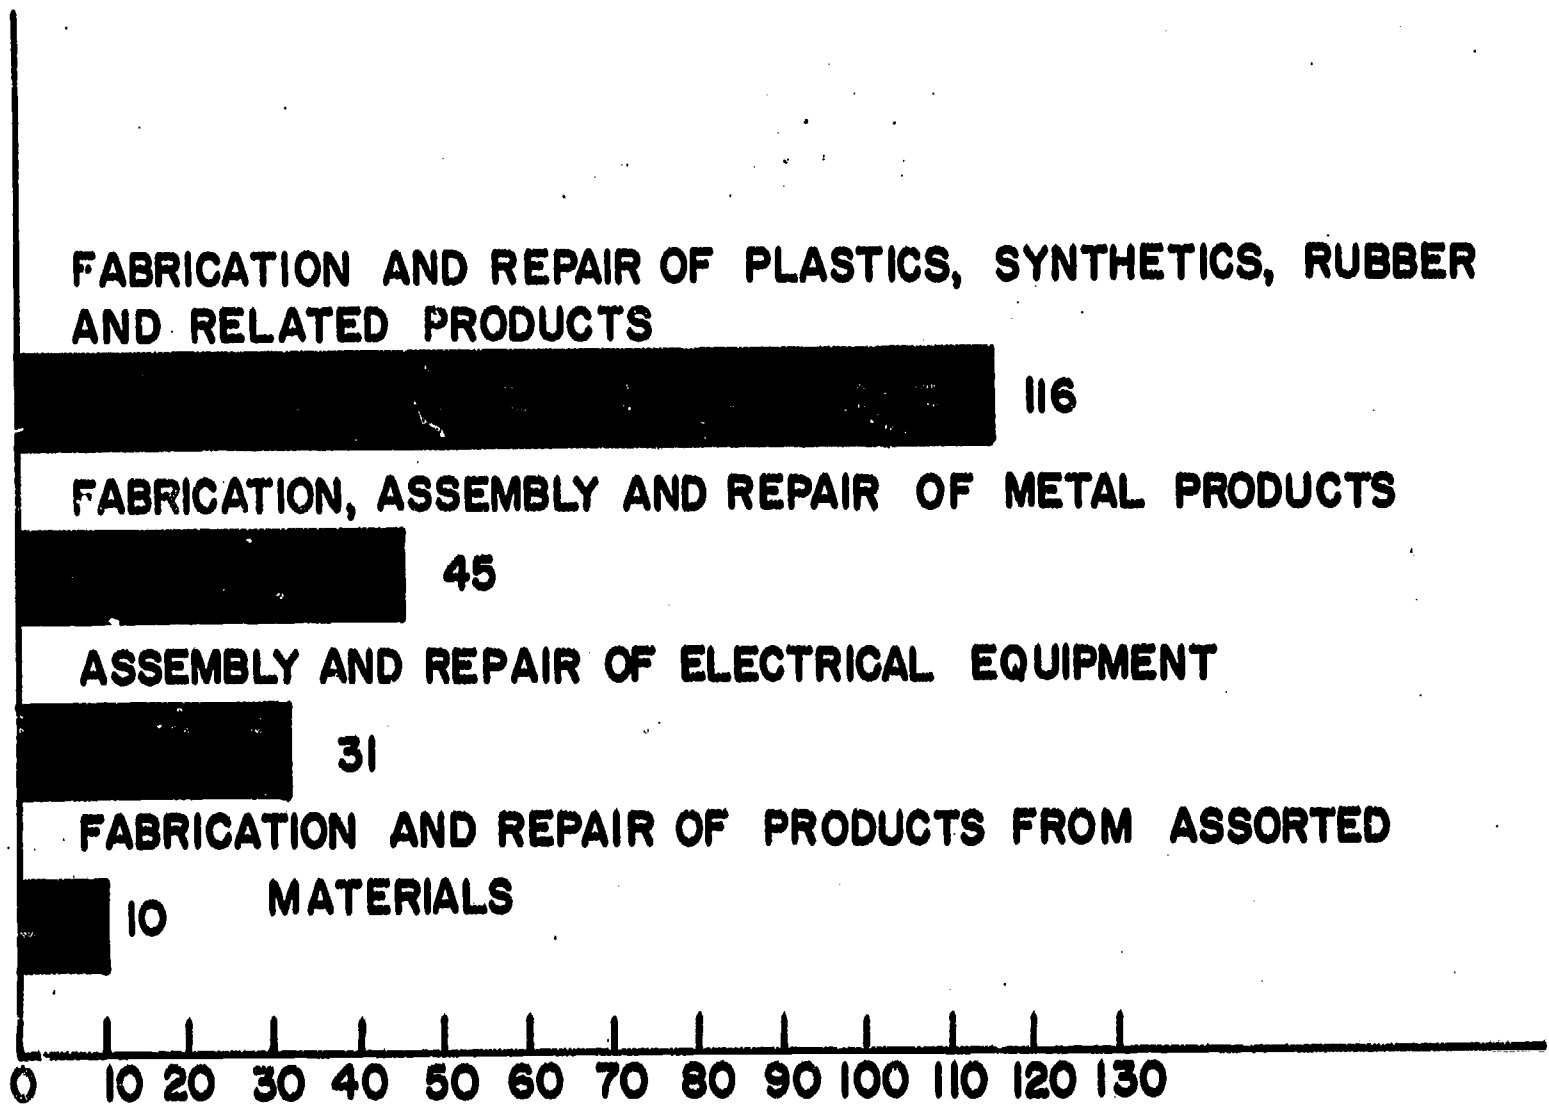 FABRICATION AND REPAIR OF PLASTICS, SYNTHETICS, RUBBER
AND RELATED PRODUCTS
116
FABRICATION, ASSEMBLY AND REPAIR OF METAL PRODUCTS
45
ASSEMBLY AND REPAIR OF ELECTRICAL EQUIPMENT
31
FABRICATION AND REPAIR OF PRODUCTS FROM ASSORTED
MATERIALS
10
0 10 20 30 40 50 60 70 80 90 100 110 120 130